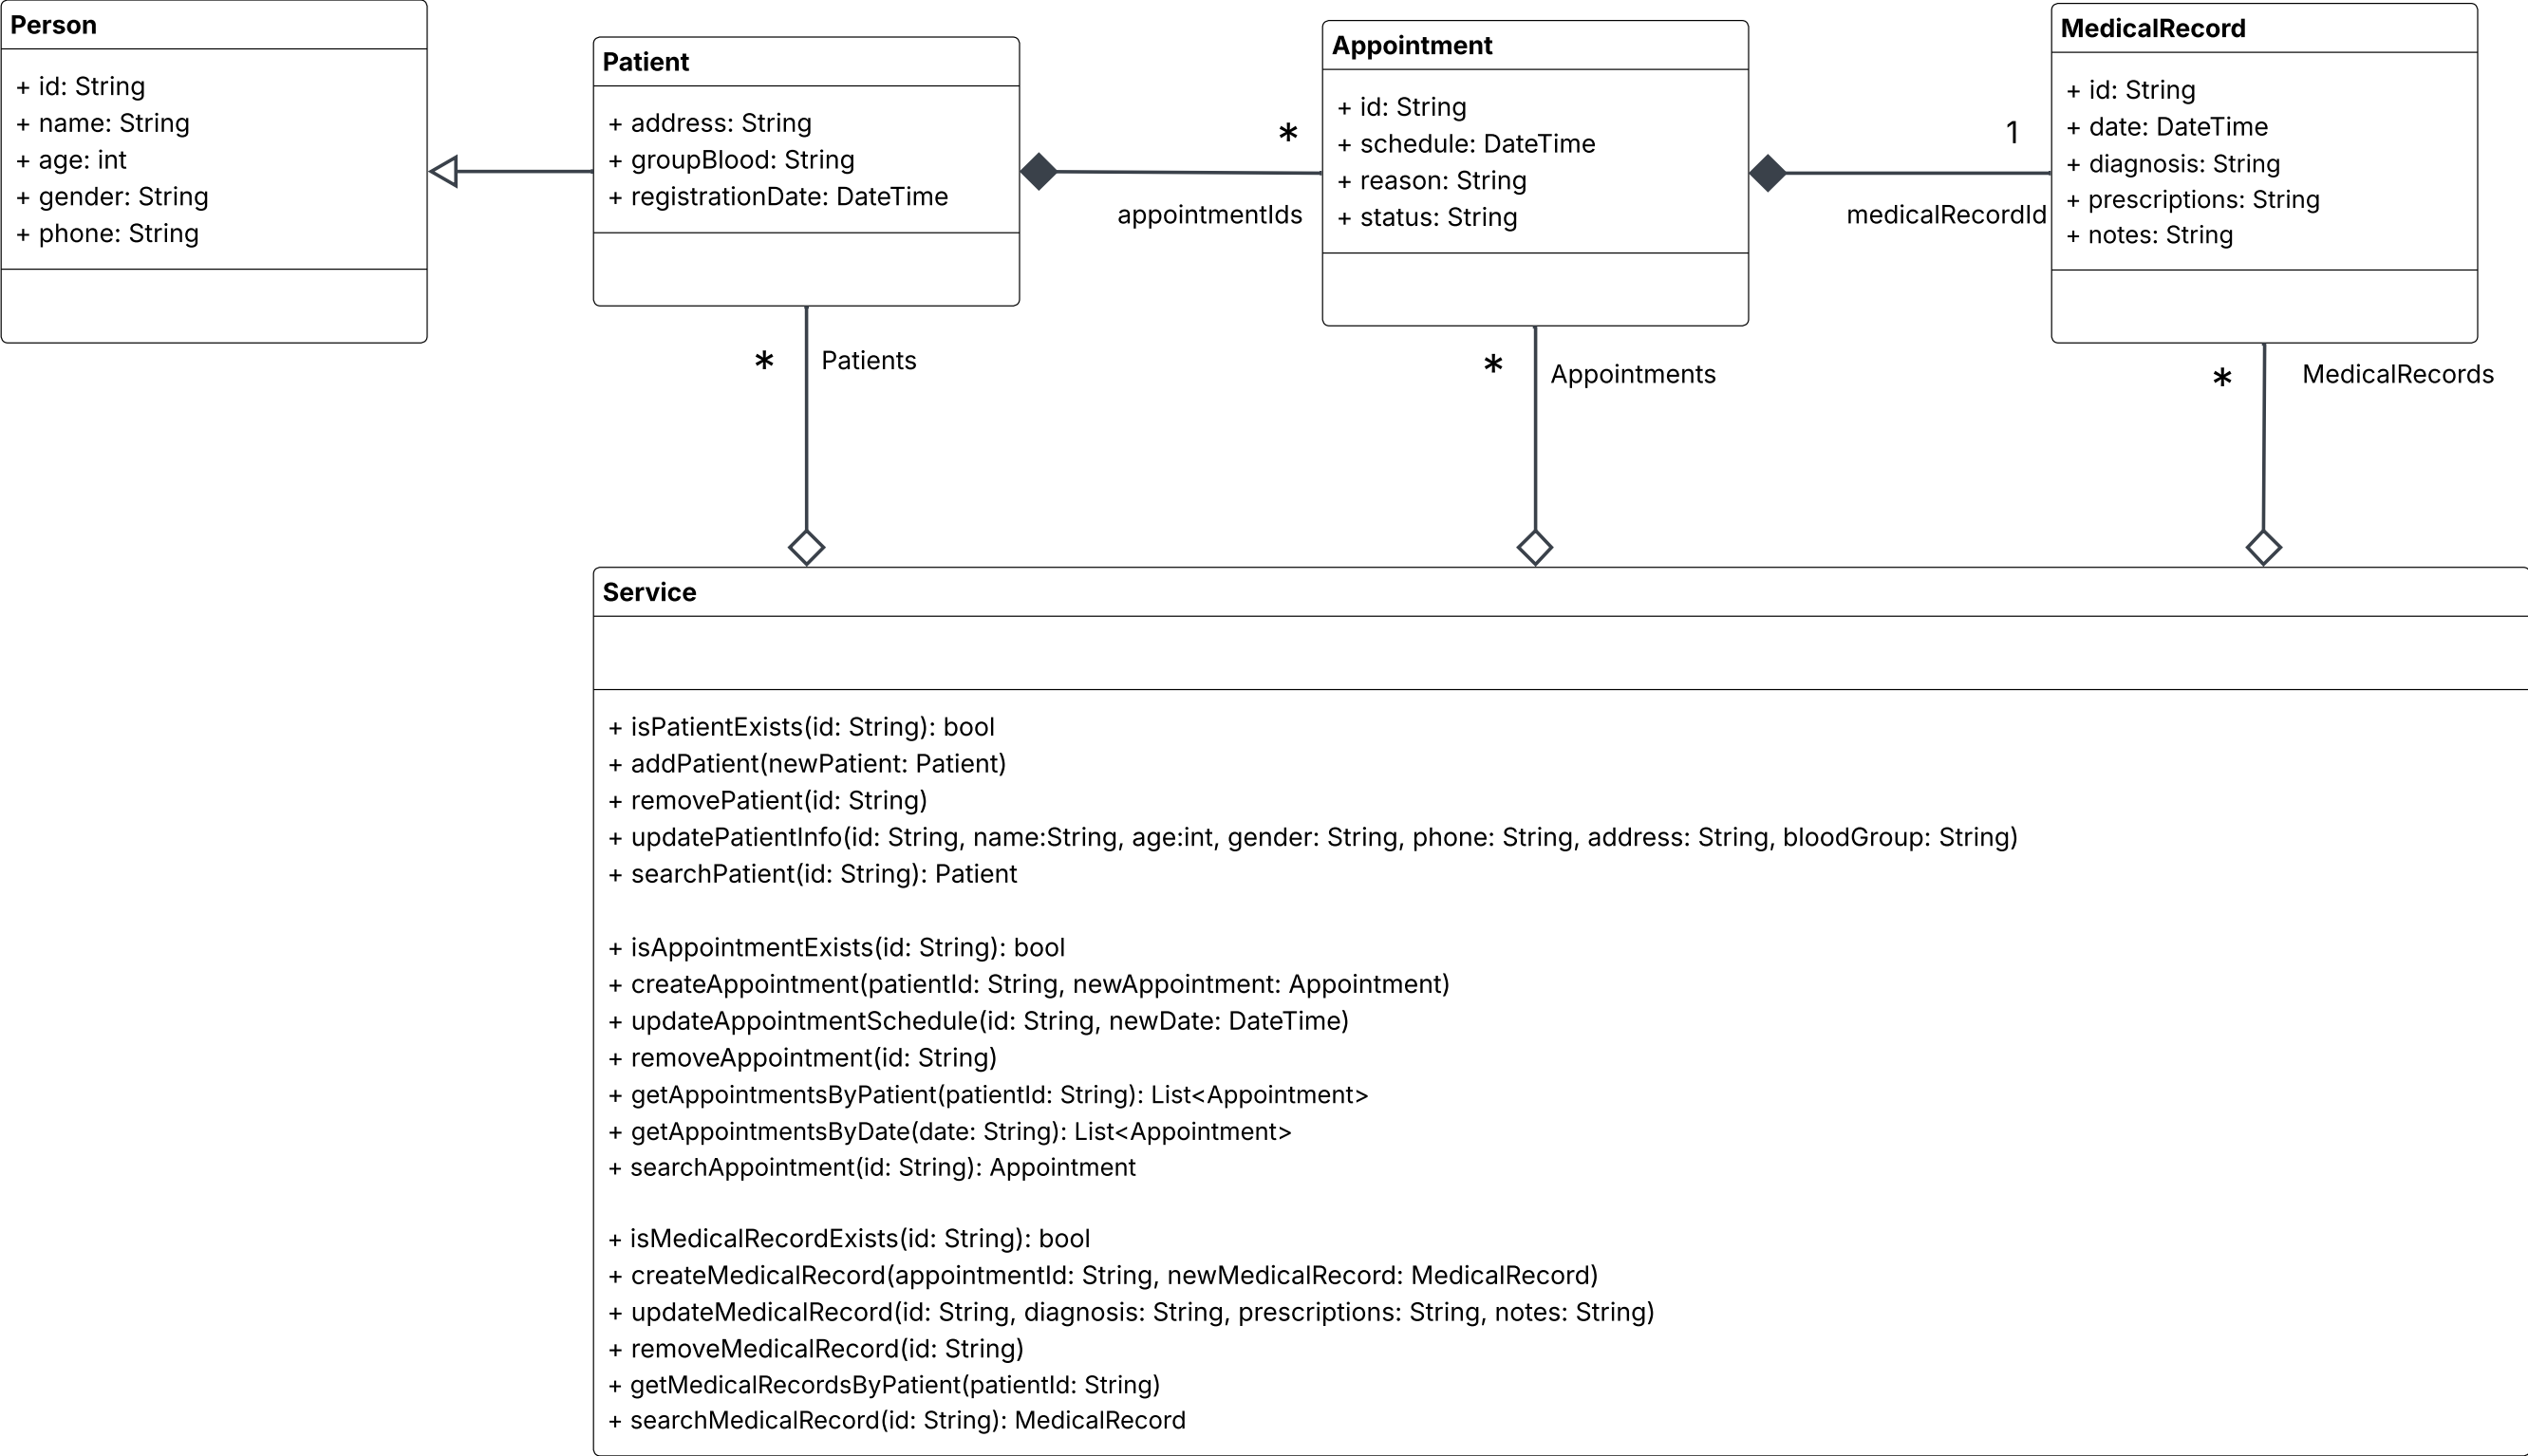 Person
+ id: String
+ name: String
+ age: int
+ gender: String
+ phone: String
Patient
+ address: String
+ groupBlood: String
+ registrationDate: DateTime
*
appointmentIds
Appointment
+ id: String
+ schedule: DateTime
+ reason: String
+ status: String
1
medicalRecordId
MedicalRecord
+ id: String
+ date: DateTime
+ diagnosis: String
+ prescriptions: String
+ notes: String
* Patients
* Appointments
* MedicalRecords
Service
+ isPatientExists(id: String): bool
+ addPatient(newPatient: Patient)
+ removePatient(id: String)
+ updatePatientInfo(id: String, name:String, age:int, gender: String, phone: String, address: String, bloodGroup: String)
+ searchPatient(id: String): Patient
+ isAppointmentExists(id: String): bool
+ createAppointment(patientId: String, newAppointment: Appointment)
+ updateAppointmentSchedule(id: String, newDate: DateTime)
+ removeAppointment(id: String)
+ getAppointmentsByPatient(patientId: String): List<Appointment>
+ getAppointmentsByDate(date: String): List<Appointment>
+ searchAppointment(id: String): Appointment
+ isMedicalRecordExists(id: String): bool
+ createMedicalRecord(appointmentId: String, newMedicalRecord: MedicalRecord)
+ updateMedicalRecord(id: String, diagnosis: String, prescriptions: String, notes: String)
+ removeMedicalRecord(id: String)
+ getMedicalRecordsByPatient(patientId: String)
+ searchMedicalRecord(id: String): MedicalRecord